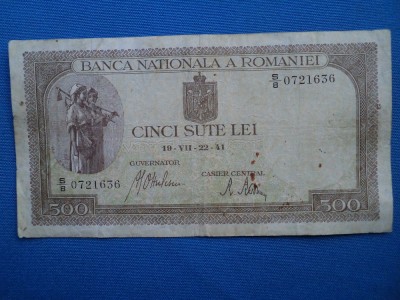 BANCA NATIONALA A ROMANIEI
S/8 0721636
CINCI SUTE LEI
19-VII-22-41
GUVERNATOR
CASIER CENTRAL
S/8 0721636
500
500